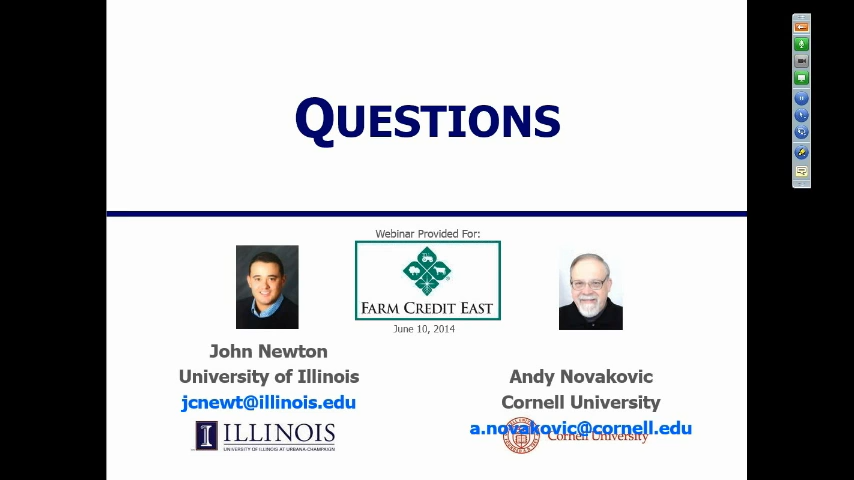 QUESTIONS
Webinar Provided For:
FARM CREDIT EAST
June 10, 2014
John Newton
University of Illinois
jcnewt@illinois.edu
ILLINOIS
UNIVERSITY OF ILLINOIS AT URBANA-CHAMPAIGN
Andy Novakovic
Cornell University
a.novakovic@cornell.edu
Cornell University